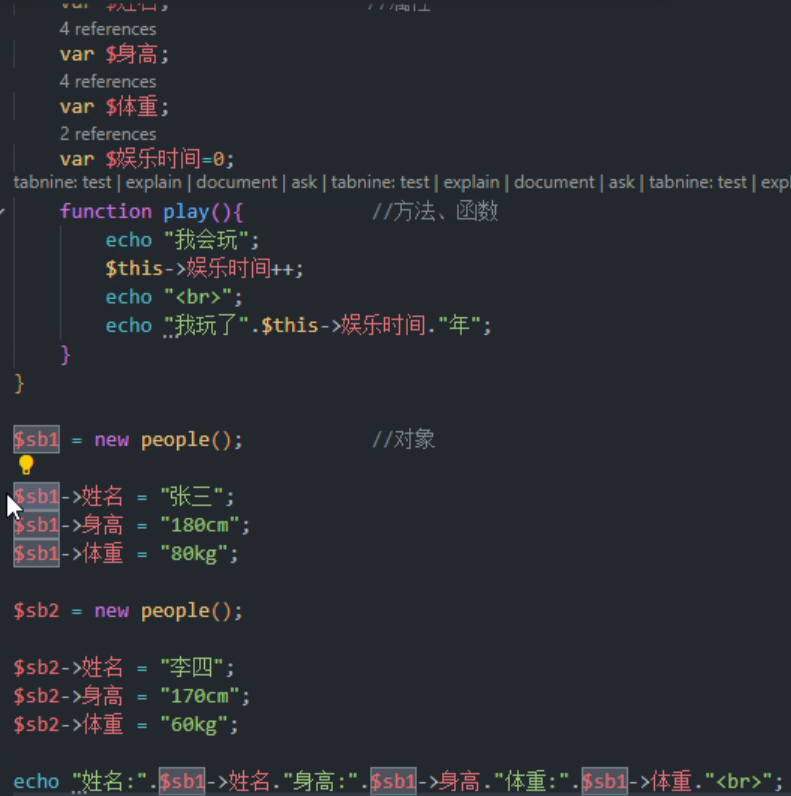 var $姓名;                //属性
4 references
var $身高;
4 references
var $体重;
2 references
var $娱乐时间=0;
tabnine: test | explain | document | ask | tabnine: test | explain | document | ask | tabnine: test | expl
function play(){          //方法、函数
echo "我会玩";
$this->娱乐时间++;
echo "<br>";
echo "我玩了".$this->娱乐时间."年";
}
}
$sb1 = new people();          //对象
$sb1->姓名 = "张三";
$sb1->身高 = "180cm";
$sb1->体重 = "80kg";
$sb2 = new people();
$sb2->姓名 = "李四";
$sb2->身高 = "170cm";
$sb2->体重 = "60kg";
echo "姓名:".$sb1->姓名."身高:".$sb1->身高."体重:".$sb1->体重."<br>";